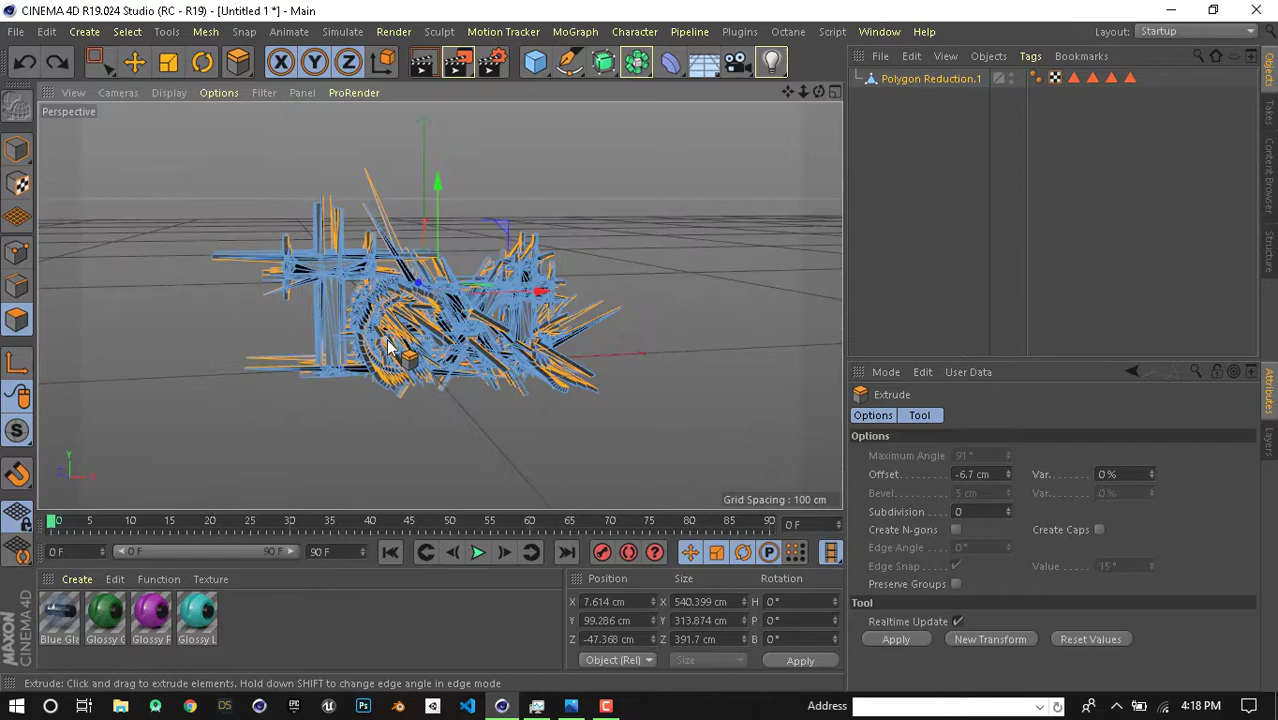 CINEMA 4D R19.024 Studio (RC - R19) - [Untitled 1 *] - Main
File Edit Create Select Tools Mesh Snap Animate Simulate Render Sculpt Motion Tracker MoGraph Character Pipeline Plugins Octane Script Window Help Layout: Startup
X Y Z
File Edit View Objects Tags Bookmarks
Polygon Reduction.1
View Cameras Display Options Filter Panel ProRender
Perspective
Y
Z X
Grid Spacing : 100 cm
Objects
Takes
Content Browser
Structure
Attributes
Layers
Mode Edit User Data
Extrude
Options Tool
Options
Maximum Angle 91 °
Offset -6.7 cm Var. 0 %
Bevel 5 cm Var. 0 %
Subdivision 0
Create N-gons Create Caps
Edge Angle 0 °
Edge Snap Value 15 °
Preserve Groups
Tool
Realtime Update
Apply New Transform Reset Values
0 5 10 15 20 25 30 35 40 45 50 55 60 65 70 75 80 85 90 0 F
0 F 0 F 90 F 90 F
Create Edit Function Texture
Blue Gla Glossy G Glossy F Glossy L
Position Size Rotation
X 7.614 cm X 540.399 cm H 0 °
Y 99.286 cm Y 313.874 cm P 0 °
Z -47.368 cm Z 391.7 cm B 0 °
Object (Rel) Size Apply
MAXON
CINEMA 4D
Extrude: Click and drag to extrude elements. Hold down SHIFT to change edge angle in edge mode
Address 4:18 PM